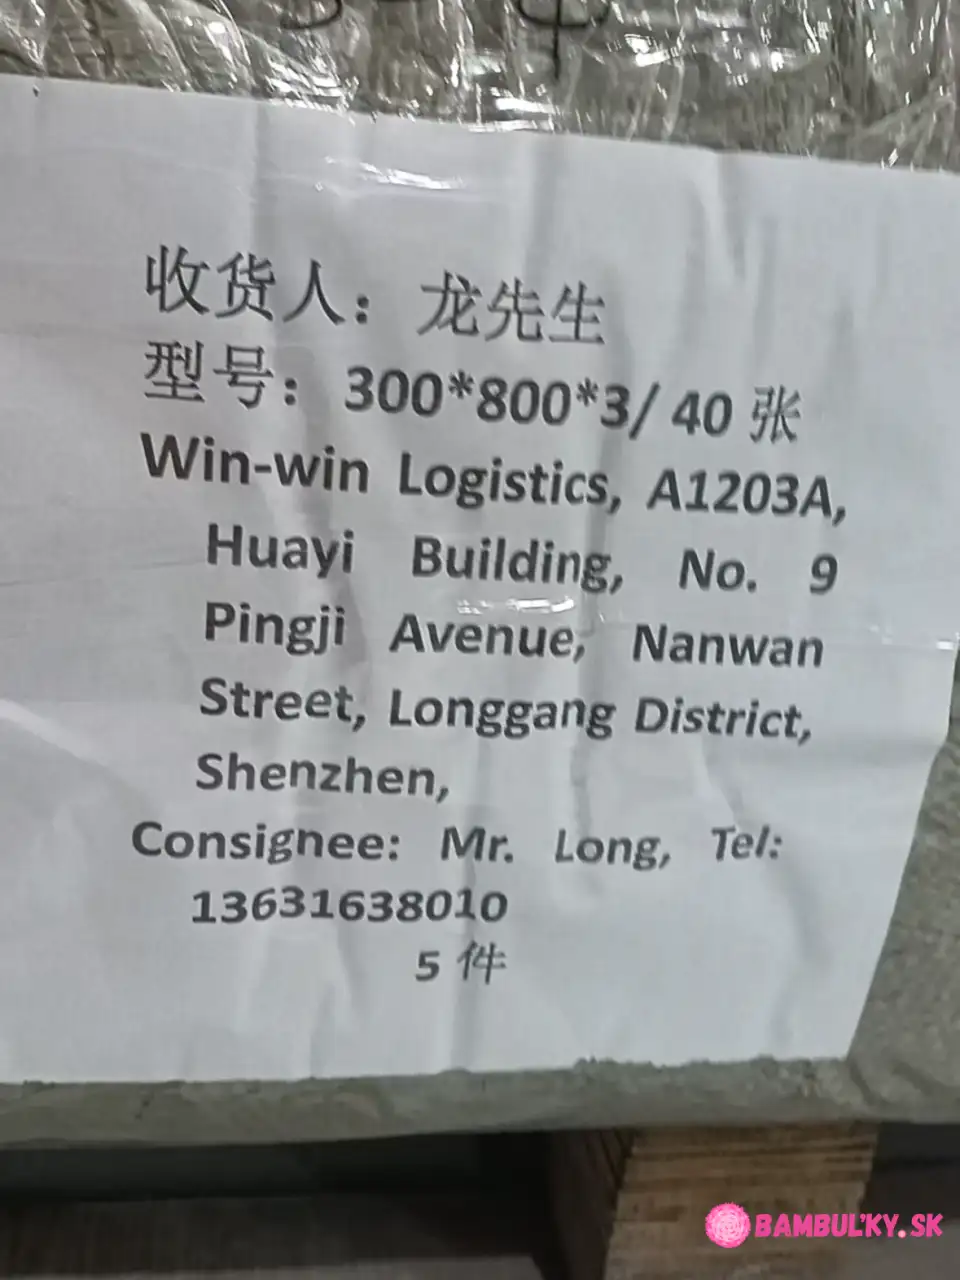 收货人：龙先生
型号：300*800*3/ 40 张
Win-win Logistics, A1203A,
Huayi Building, No. 9
Pingji Avenue, Nanwan
Street, Longgang District,
Shenzhen,
Consignee: Mr. Long, Tel:
13631638010
5 件
BAMBUĽKY.SK